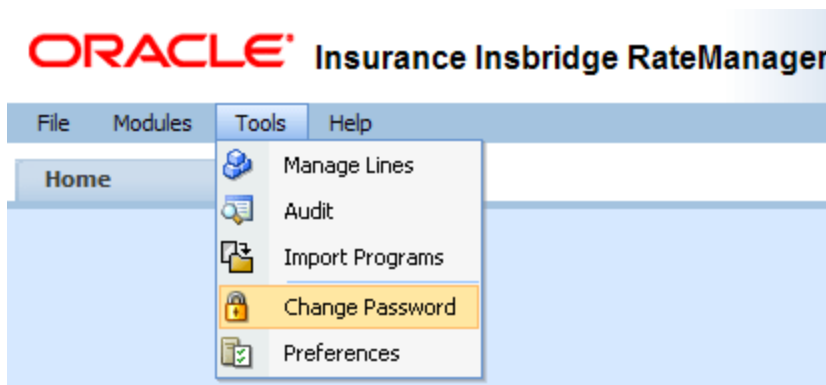 ORACLE Insurance Insbridge RateManager
File Modules Tools Help
Home
Manage Lines
Audit
Import Programs
Change Password
Preferences